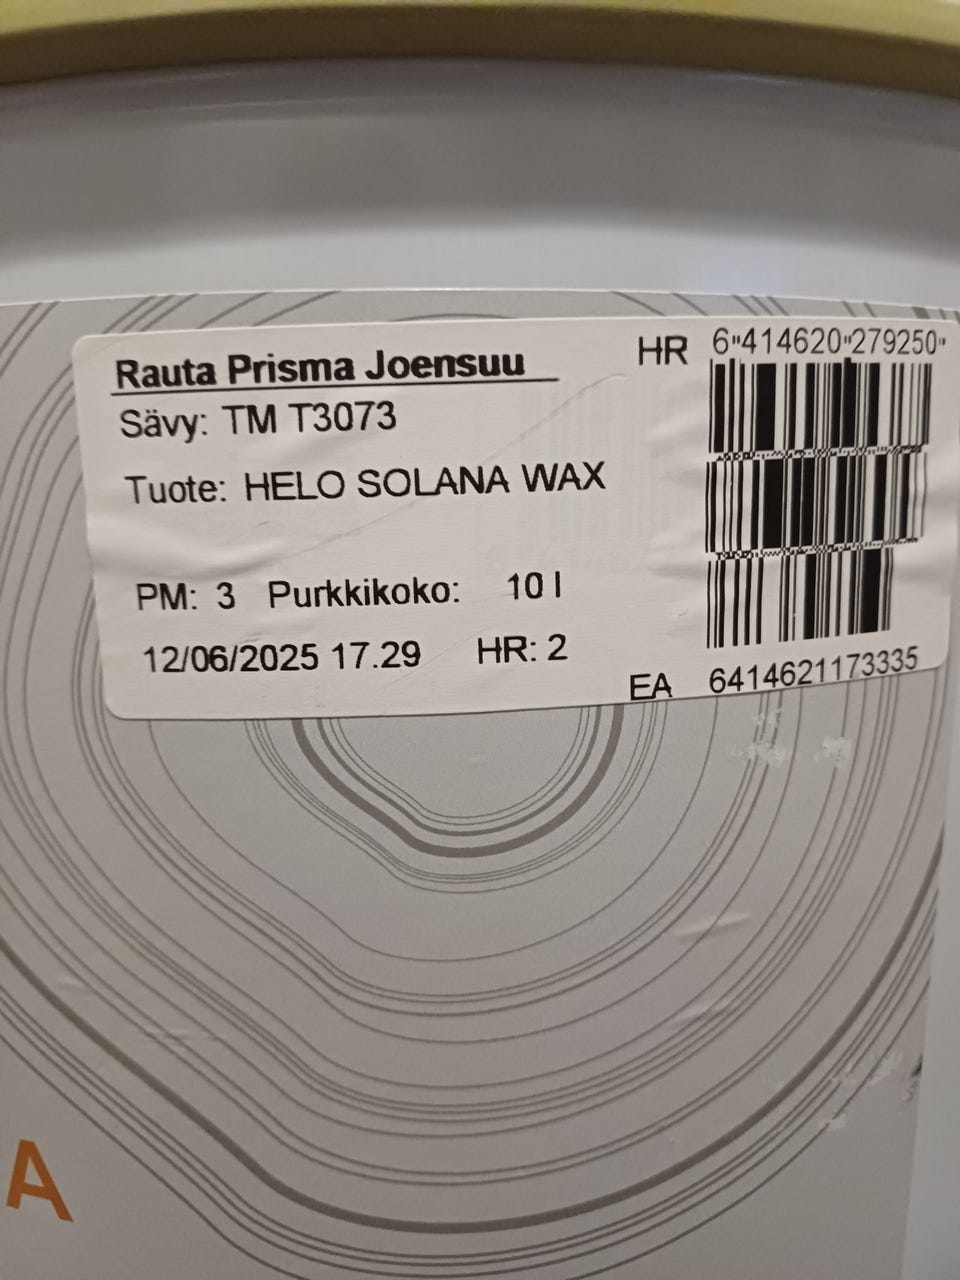 Rauta Prisma Joensuu
Sävy: TM T3073
Tuote: HELO SOLANA WAX
PM: 3 Purkkikoko: 10 l
12/06/2025 17.29 HR: 2
HR 6"414620"279250"
EA 6414621173335
A